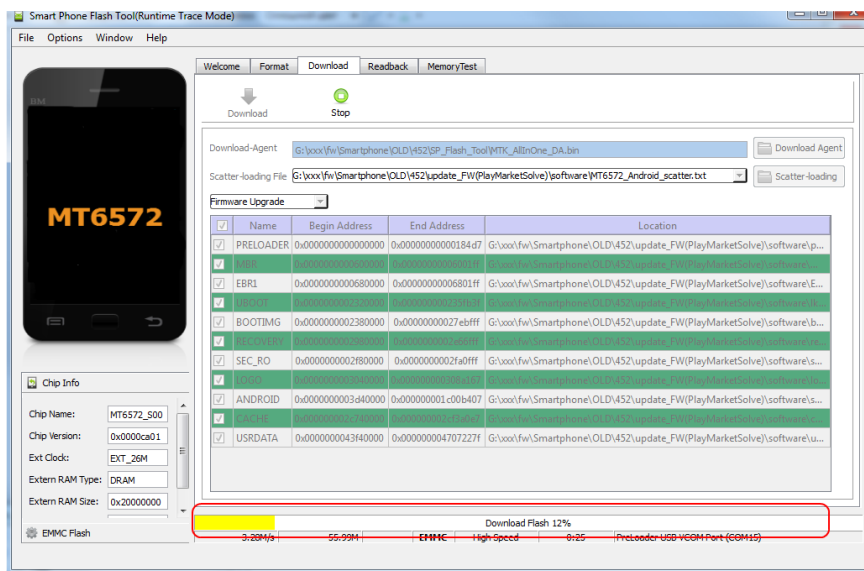 Smart Phone Flash Tool(Runtime Trace Mode)
File Options Window Help
Welcome Format Download Readback MemoryTest
BM
MT6572
Download Stop
Download-Agent G:\xxx\fw\Smartphone\OLD\452\SP_Flash_Tool\MTK_AllInOne_DA.bin Download Agent
Scatter-loading File G:\xxx\fw\Smartphone\OLD\452\update_FW(PlayMarketSolve)\software\MT6572_Android_scatter.txt Scatter-loading
Firmware Upgrade
Name Begin Address End Address Location
PRELOADER 0x0000000000000000 0x00000000000184d7 G:\xxx\fw\Smartphone\OLD\452\update_FW(PlayMarketSolve)\software\p...
MBR 0x0000000000600000 0x00000000006001ff G:\xxx\fw\Smartphone\OLD\452\update_FW(PlayMarketSolve)\software\...
EBR1 0x0000000000680000 0x00000000006801ff G:\xxx\fw\Smartphone\OLD\452\update_FW(PlayMarketSolve)\software\E...
UBOOT 0x0000000002320000 G:\xxx\fw\Smartphone\OLD\452\update_FW(PlayMarketSolve)\software\lk...
BOOTIMG 0x0000000002380000 0x00000000027ebfff G:\xxx\fw\Smartphone\OLD\452\update_FW(PlayMarketSolve)\software\b...
RECOVERY 0x0000000002980000 0x0000000002e66fff G:\xxx\fw\Smartphone\OLD\452\update_FW(PlayMarketSolve)\software\re...
SEC_RO 0x0000000002f80000 0x0000000002fa0fff G:\xxx\fw\Smartphone\OLD\452\update_FW(PlayMarketSolve)\software\s...
LOGO 0x0000000003040000 0x000000000308a167 G:\xxx\fw\Smartphone\OLD\452\update_FW(PlayMarketSolve)\software\lo...
ANDROID 0x0000000003d40000 0x000000001c00b407 G:\xxx\fw\Smartphone\OLD\452\update_FW(PlayMarketSolve)\software\s...
CACHE 0x000000002c740000 G:\xxx\fw\Smartphone\OLD\452\update_FW(PlayMarketSolve)\software\c...
USRDATA 0x0000000043f40000 0x000000004707227f G:\xxx\fw\Smartphone\OLD\452\update_FW(PlayMarketSolve)\software\u...
Chip Info
Chip Name: MT6572_S00
Chip Version: 0x0000ca01
Ext Clock: EXT_26M
Extern RAM Type: DRAM
Extern RAM Size: 0x20000000
EMMC Flash
Download Flash 12%
3.28M/s 55.99M EMMC High Speed 0:25 PreLoader USB VCOM Port (COM15)